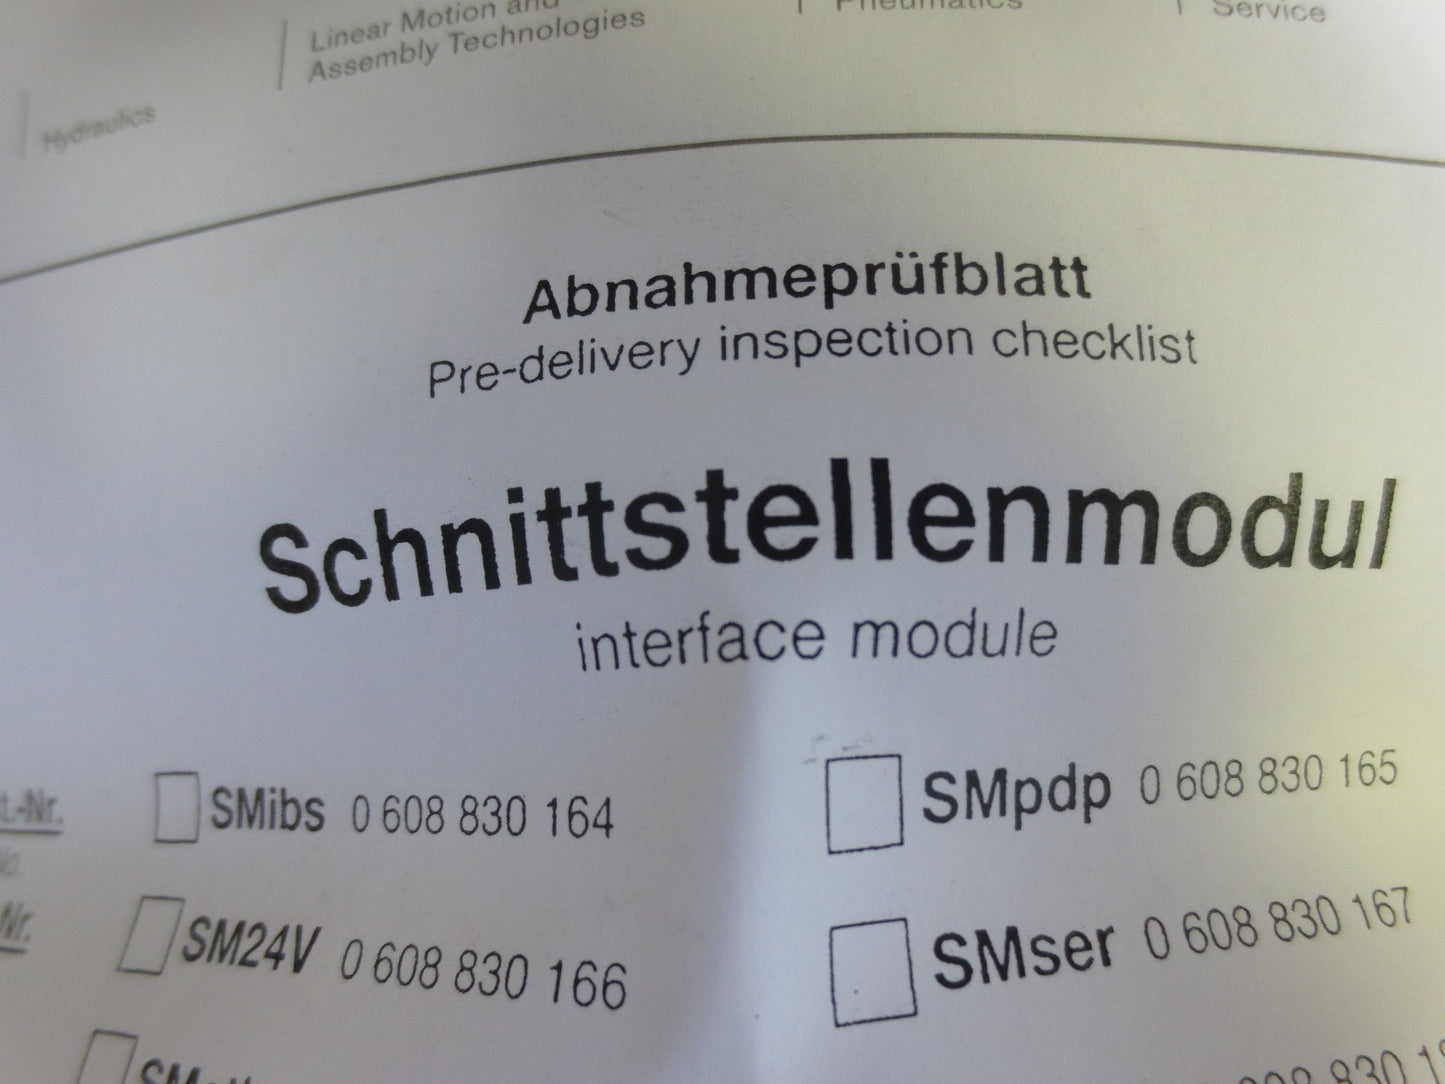 Linear Motion and
Assembly Technologies
Pneumatics
Service
Hydraulics
Abnahmeprüfblatt
Pre-delivery inspection checklist
Schnittstellenmodul
interface module
SMibs 0 608 830 164
SMpdp 0 608 830 165
SM24V 0 608 830 166
SMser 0 608 830 167